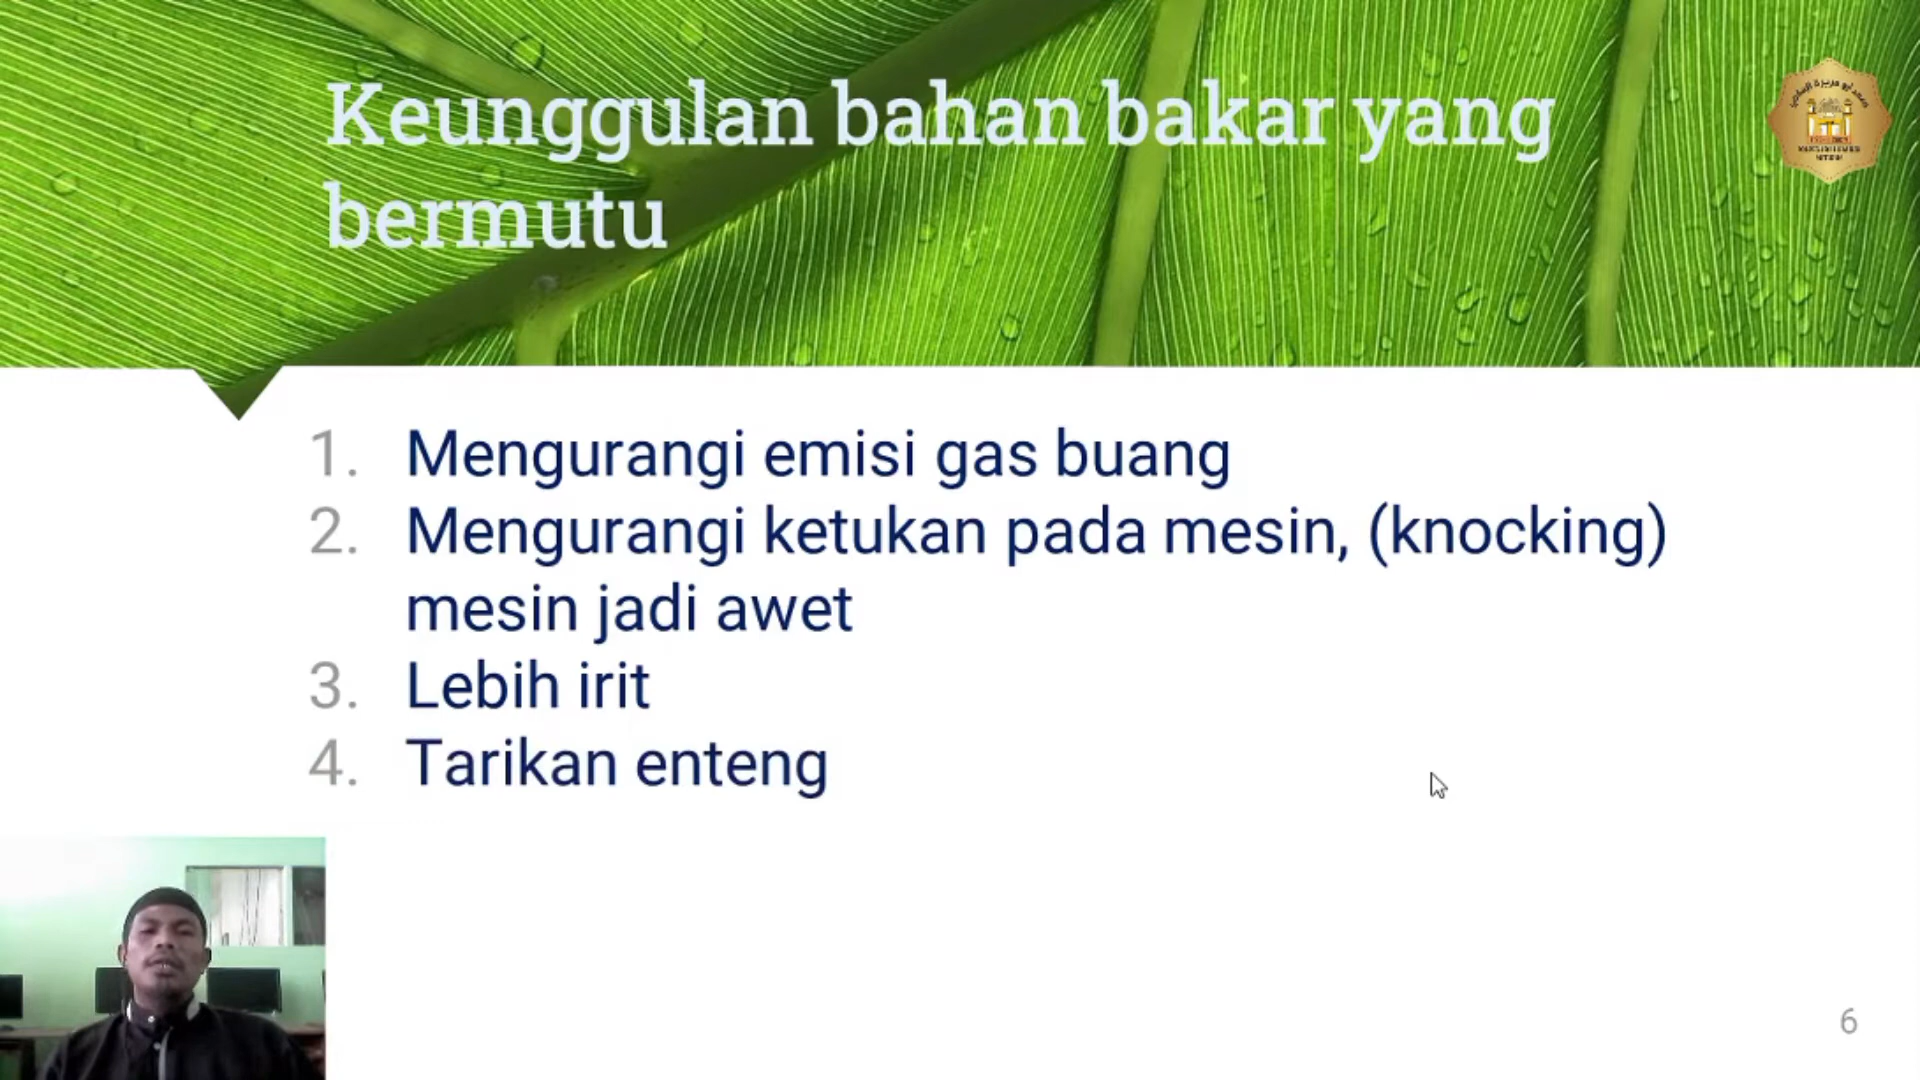 Keunggulan bahan bakar yang
bermutu
1. Mengurangi emisi gas buang
2. Mengurangi ketukan pada mesin, (knocking)
mesin jadi awet
3. Lebih irit
4. Tarikan enteng
6